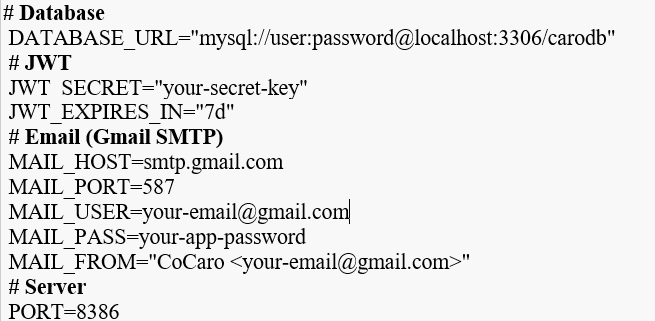 # Database
DATABASE_URL="mysql://user:password@localhost:3306/carodb"
# JWT
JWT_SECRET="your-secret-key"
JWT_EXPIRES_IN="7d"
# Email (Gmail SMTP)
MAIL_HOST=smtp.gmail.com
MAIL_PORT=587
MAIL_USER=your-email@gmail.com
MAIL_PASS=your-app-password
MAIL_FROM="CoCaro <your-email@gmail.com>"
# Server
PORT=8386